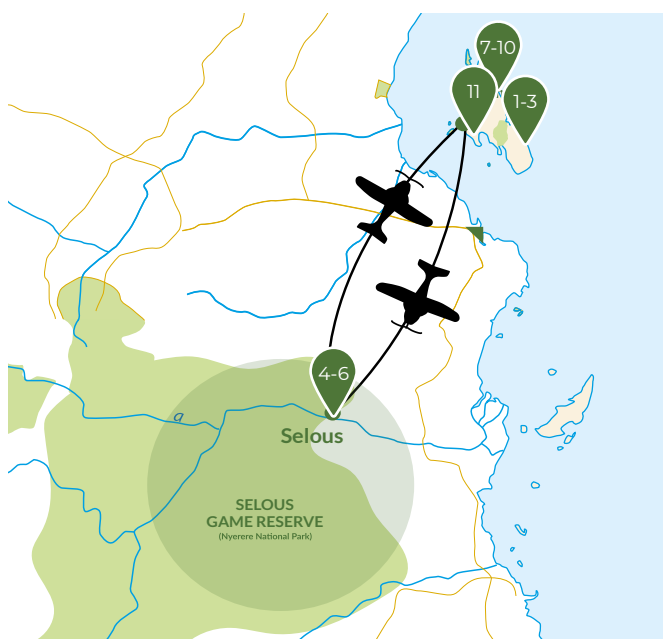 7-10
11
1-3
4-6
a
Selous
SELOUS
GAME RESERVE
(Nyerere National Park)